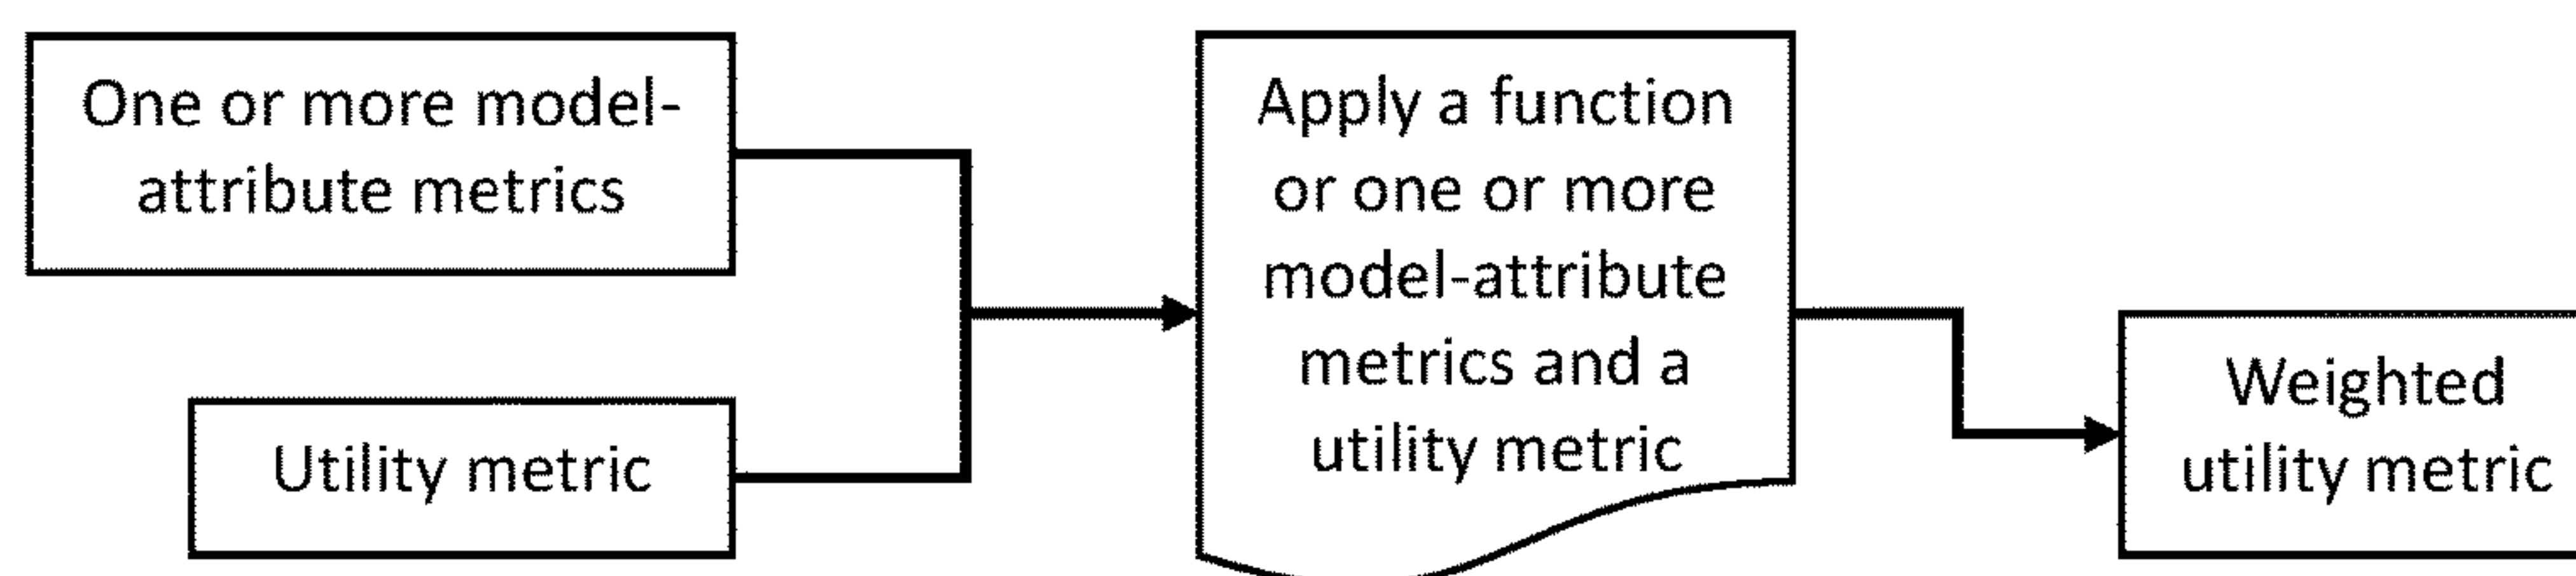 One or more model-
attribute metrics
Utility metric
Apply a function
or one or more
model-attribute
metrics and a
utility metric
Weighted
utility metric